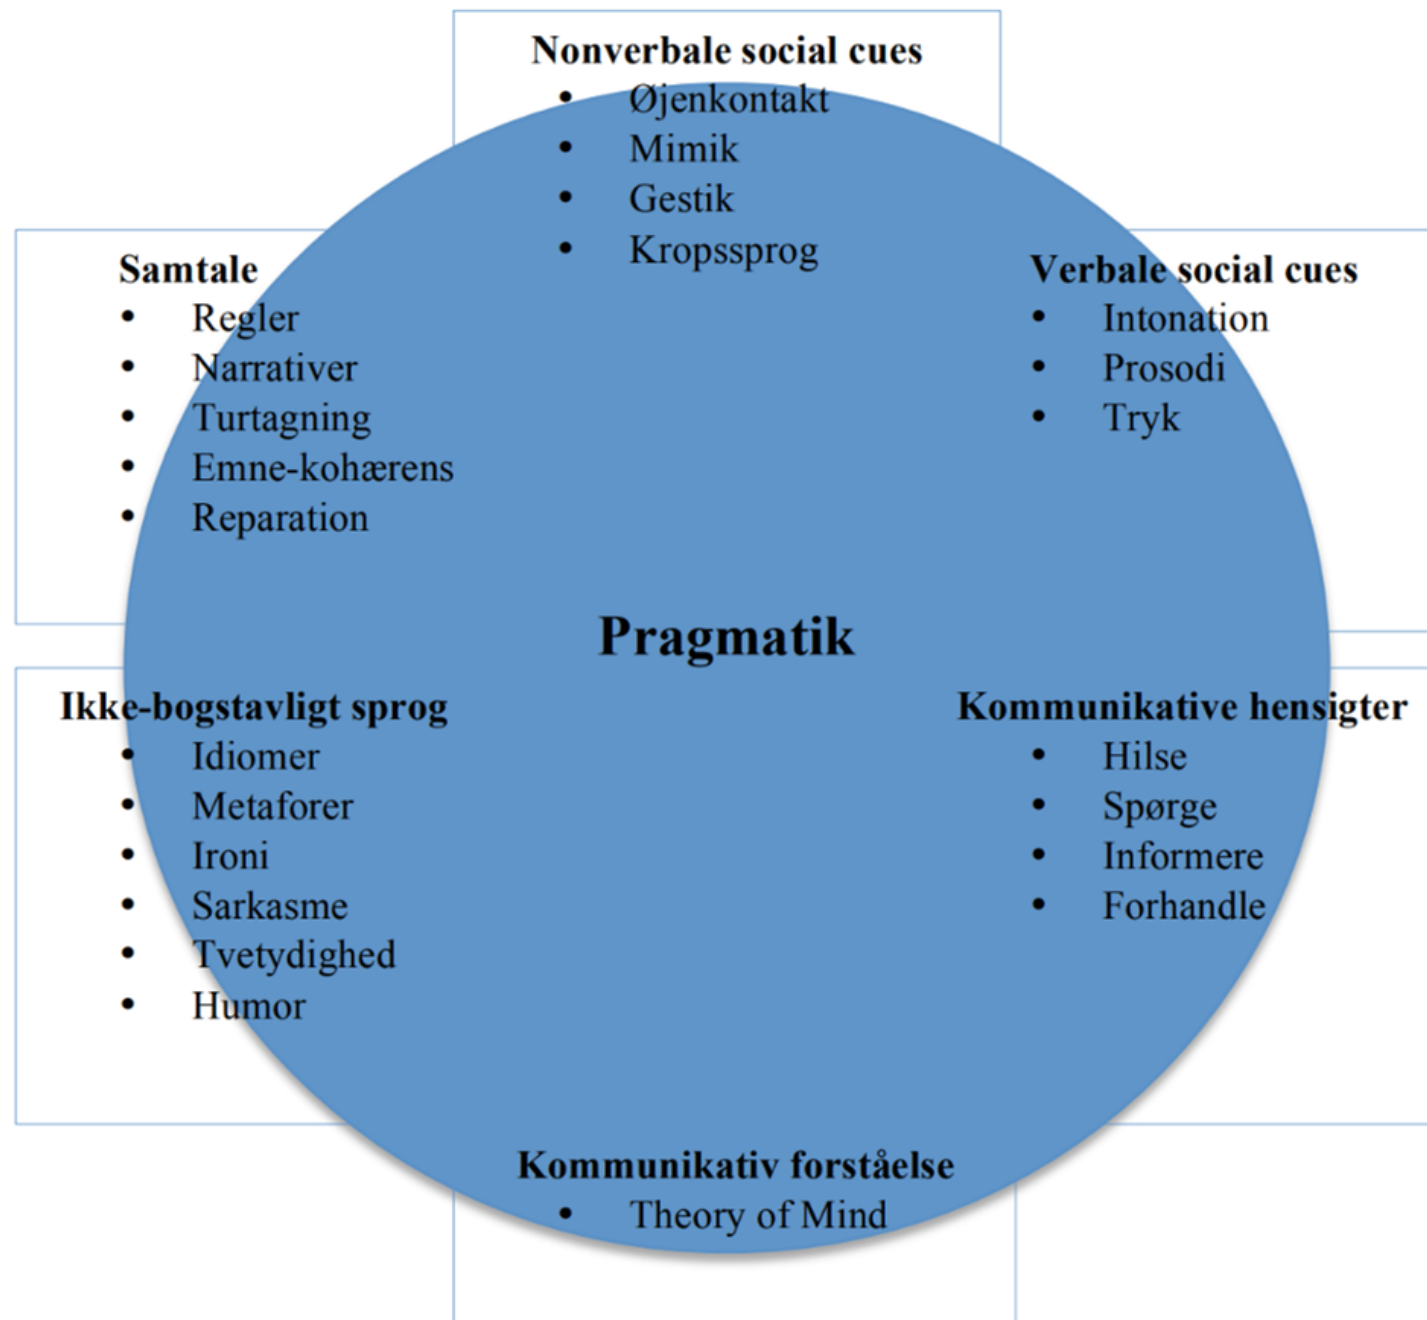 Nonverbale social cues
• Øjenkontakt
• Mimik
• Gestik
• Kropssprog
Samtale
• Regler
• Narrativer
• Turtagning
• Emne-kohærens
• Reparation
Verbale social cues
• Intonation
• Prosodi
• Tryk
Pragmatik
Ikke-bogstavligt sprog
• Idiomer
• Metaforer
• Ironi
• Sarkasme
• Tvetydighed
• Humor
Kommunikative hensigter
• Hilse
• Spørge
• Informere
• Forhandle
Kommunikativ forståelse
• Theory of Mind